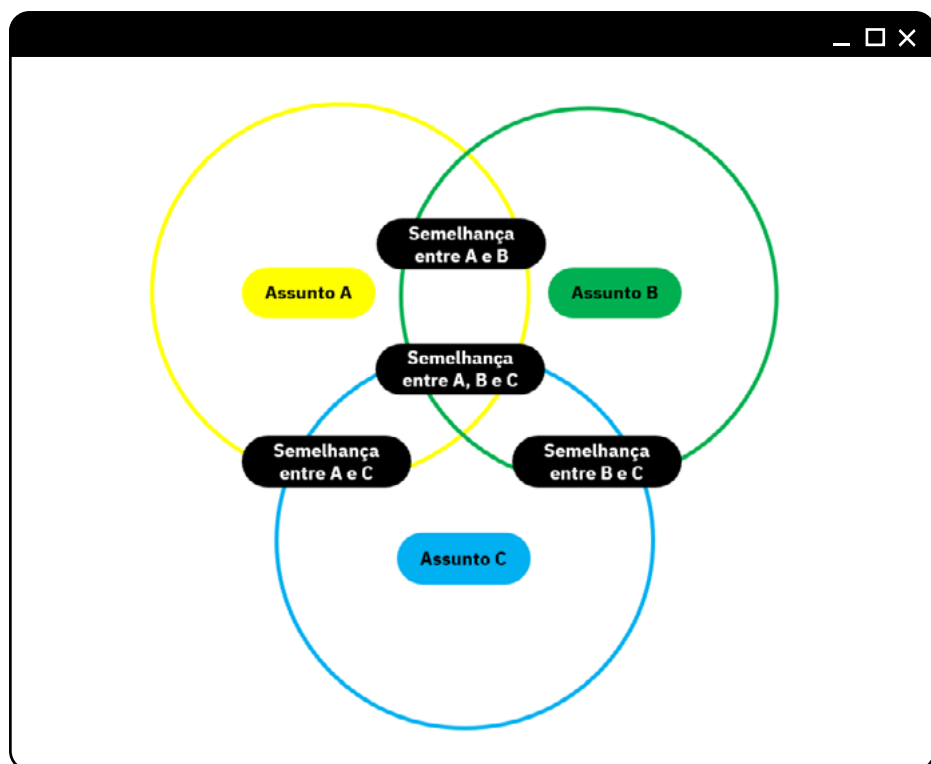 Semelhança
entre A e B
Assunto A
Assunto B
Semelhança
entre A, B e C
Semelhança
entre A e C
Semelhança
entre B e C
Assunto C